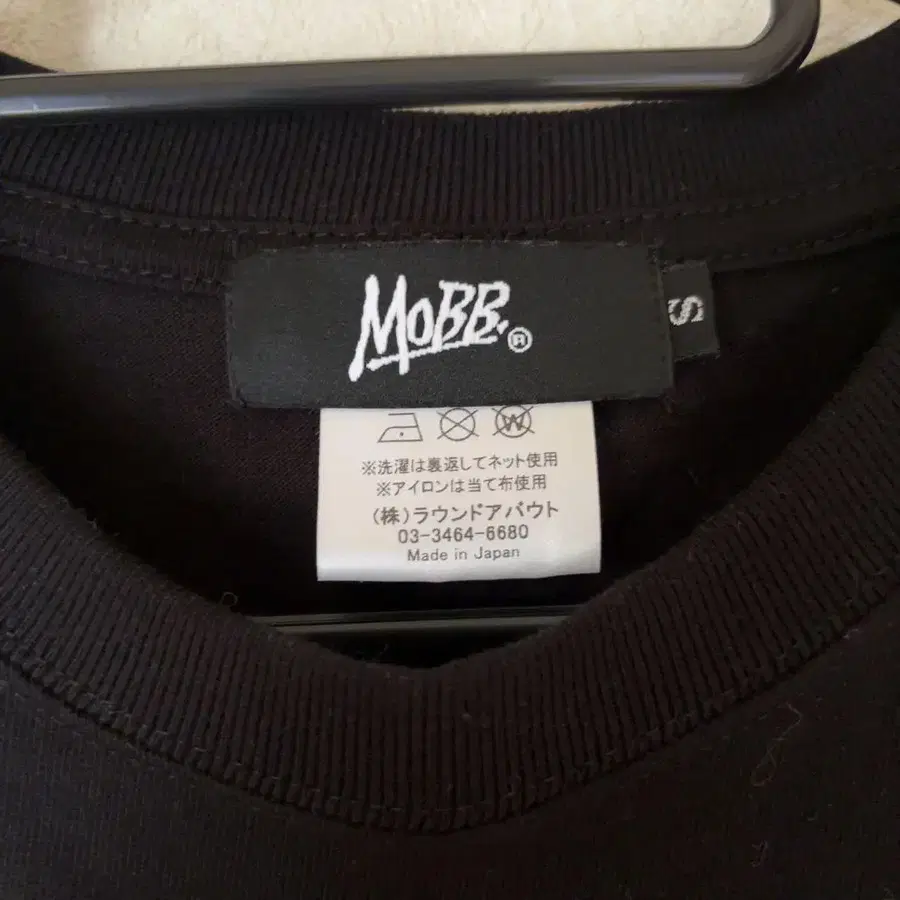 MOBB.®
S
W
※洗濯は裏返してネット使用
※アイロンは当て布使用
(株)ラウンドアバウト
03-3464-6680
Made in Japan